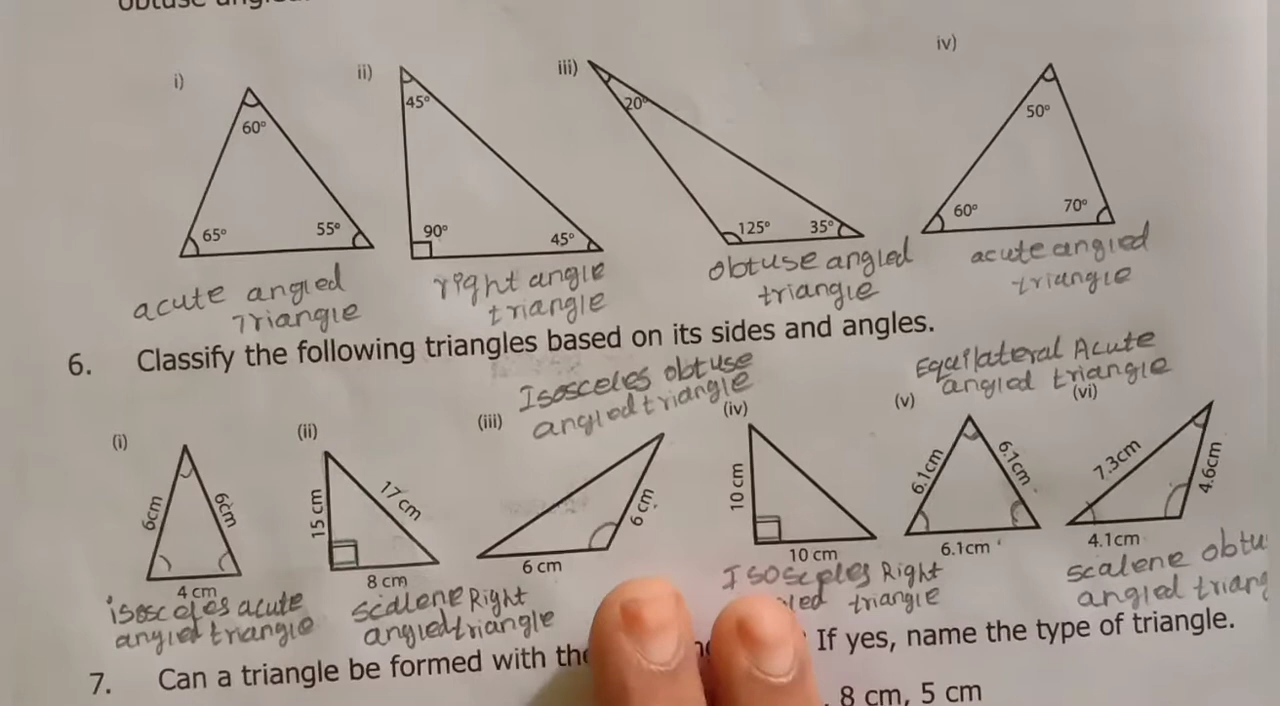 obtuse angled.
i)
ii)
iii)
iv)
60°
65°
55°
45°
90°
45°
20°
125°
35°
50°
60°
70°
acute angled
Triangle
right angle
triangle
obtuse angled
triangle
acute angled
triangle
6. Classify the following triangles based on its sides and angles.
(i)
6cm
6cm
4 cm
isosceles acute
angled triangle
(ii)
15 cm
17 cm
8 cm
scalene Right
angled triangle
(iii)
Isosceles obtuse
angled triangle
6 cm
6 cm
(iv)
10 cm
10 cm
Isosceles Right
triangle
(v)
Equilateral Acute
angled triangle
6.1cm
6.1cm
6.1cm
(vi)
7.3cm
4.6cm
4.1cm
scalene obtu
angled triang
7. Can a triangle be formed with If yes, name the type of triangle.
8 cm, 5 cm